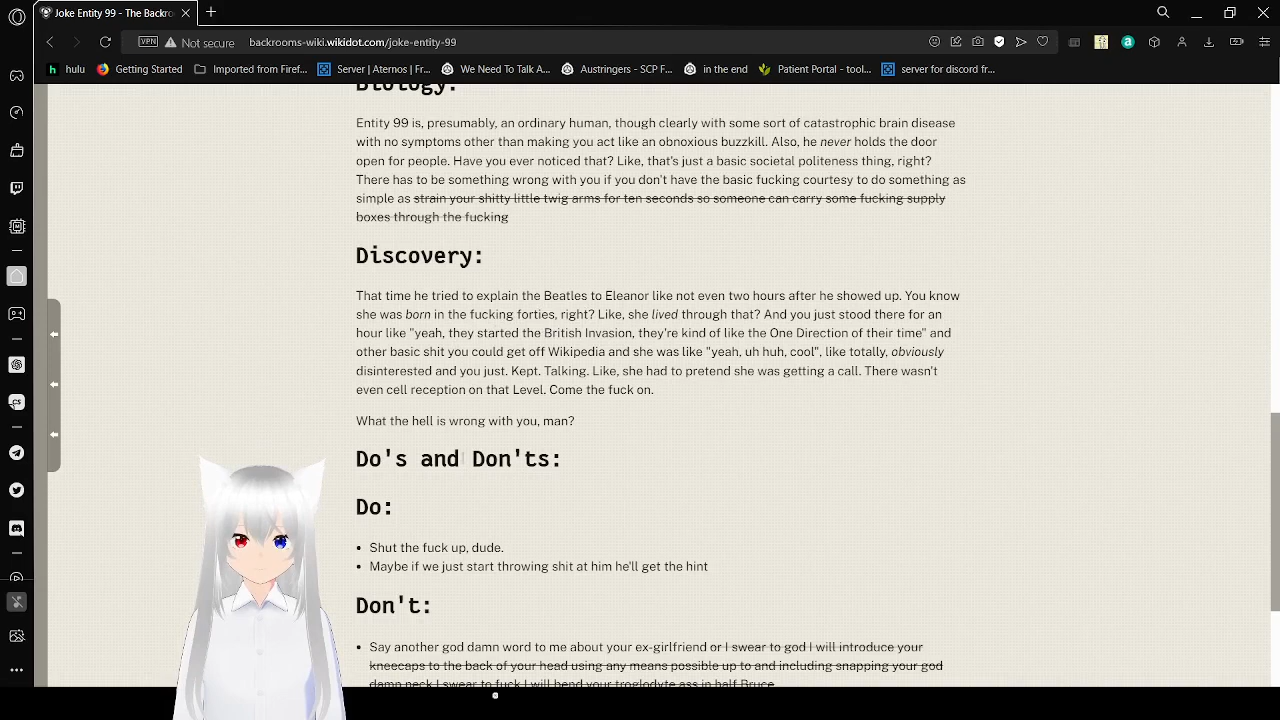 Joke Entity 99 - The Backro
VPN Not secure backrooms-wiki.wikidot.com/joke-entity-99
hulu Getting Started Imported from Firef... Server | Aternos | Fr... We Need To Talk A... Austringers - SCP F... in the end Patient Portal - tool... server for discord fr...
Biology:
Entity 99 is, presumably, an ordinary human, though clearly with some sort of catastrophic brain disease
with no symptoms other than making you act like an obnoxious buzzkill. Also, he never holds the door
open for people. Have you ever noticed that? Like, that's just a basic societal politeness thing, right?
There has to be something wrong with you if you don't have the basic fucking courtesy to do something as
simple as strain your shitty little twig arms for ten seconds so someone can carry some fucking supply
boxes through the fucking
Discovery:
That time he tried to explain the Beatles to Eleanor like not even two hours after he showed up. You know
she was born in the fucking forties, right? Like, she lived through that? And you just stood there for an
hour like "yeah, they started the British Invasion, they're kind of like the One Direction of their time" and
other basic shit you could get off Wikipedia and she was like "yeah, uh huh, cool", like totally, obviously
disinterested and you just. Kept. Talking. Like, she had to pretend she was getting a call. There wasn't
even cell reception on that Level. Come the fuck on.
What the hell is wrong with you, man?
Do's and Don'ts:
Do:
• Shut the fuck up, dude.
• Maybe if we just start throwing shit at him he'll get the hint
Don't:
• Say another god damn word to me about your ex-girlfriend or I swear to god I will introduce your
kneecaps to the back of your head using any means possible up to and including snapping your god
damn neck I swear to fuck I will bend your troglodyte ass in half Bruce